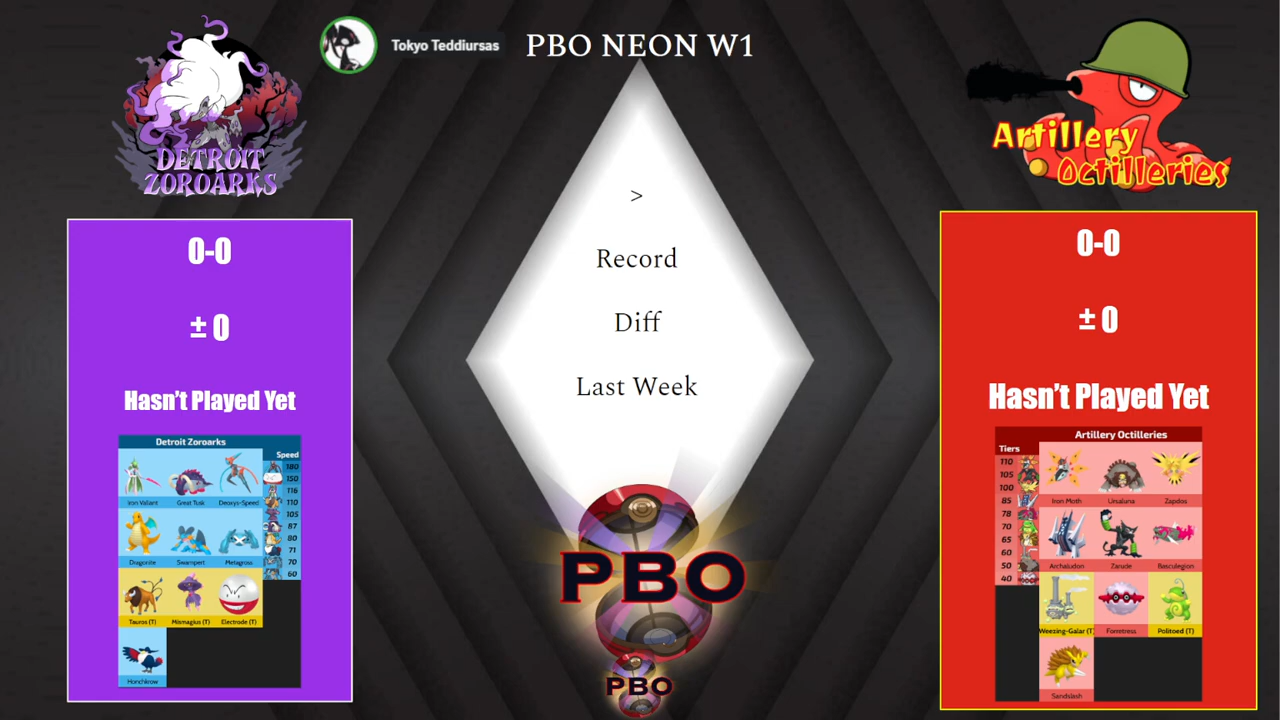 Tokyo Teddiursas
PBO NEON W1
DETROIT
ZOROARKS
Artillery
Octilleries
0-0
± 0
Hasn't Played Yet
Detroit Zoroarks
Speed
180
150
116
110
105
87
80
71
70
60
Iron Valiant Great Tusk Deoxys-Speed
Dragonite Swampert Metagross
Tauros (T) Mismagius (T) Electrode (T)
Honchkrow
>
Record
Diff
Last Week
PBO
PBO
0-0
± 0
Hasn't Played Yet
Artillery Octilleries
Tiers
110
105
100
85
78
70
65
60
50
40
Iron Moth Ursaluna Zapdos
Archaludon Zarude Basculegion
Weezing-Galar (T) Forretress Politoed (T)
Sandslash